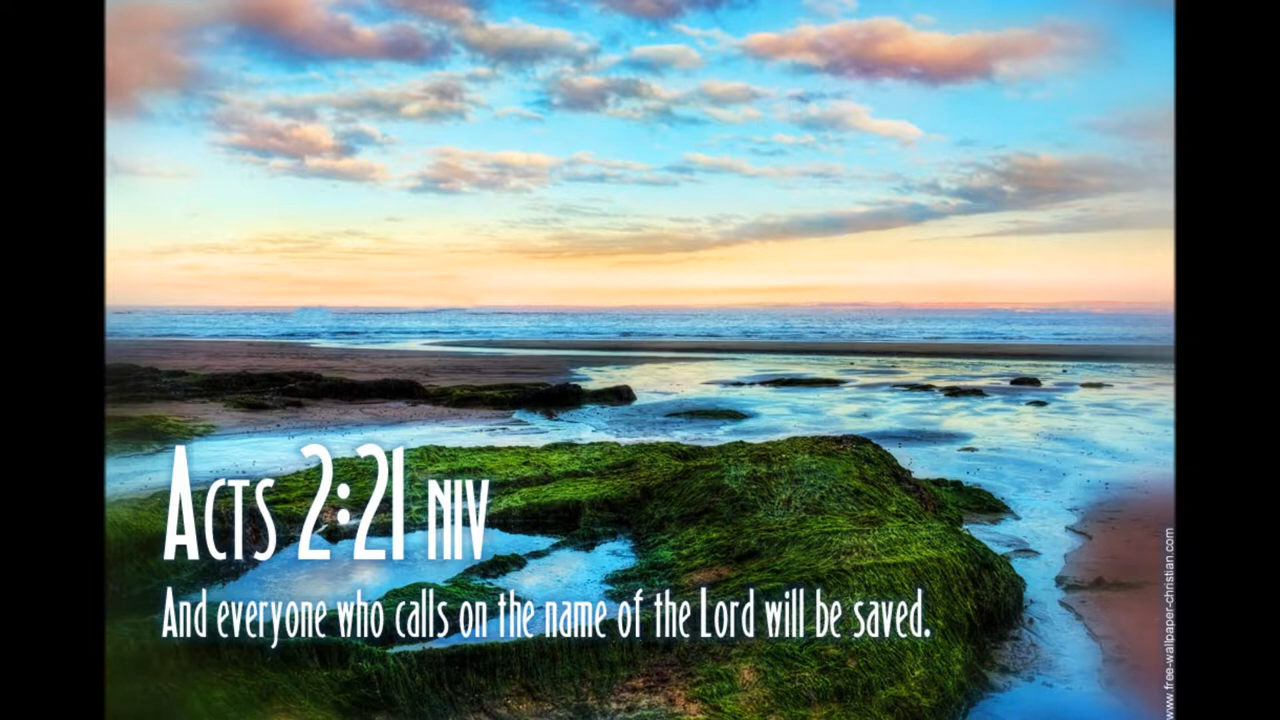 Acts 2:21 NIV
And everyone who calls on the name of the Lord will be saved.
www.free-wallpaper-christian.com